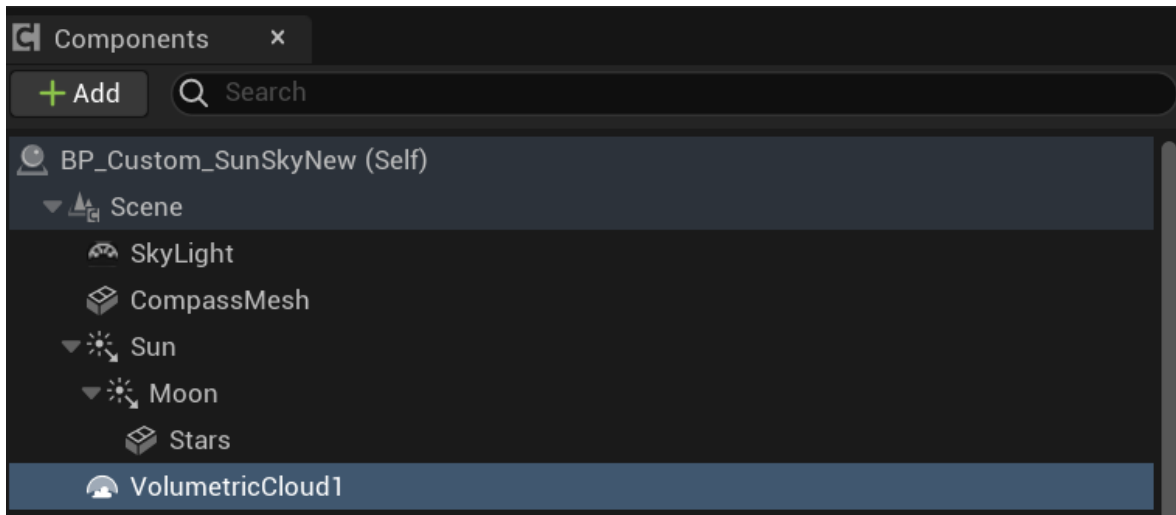 Components ×
+ Add Search
BP_Custom_SunSkyNew (Self)
Scene
SkyLight
CompassMesh
Sun
Moon
Stars
VolumetricCloud1